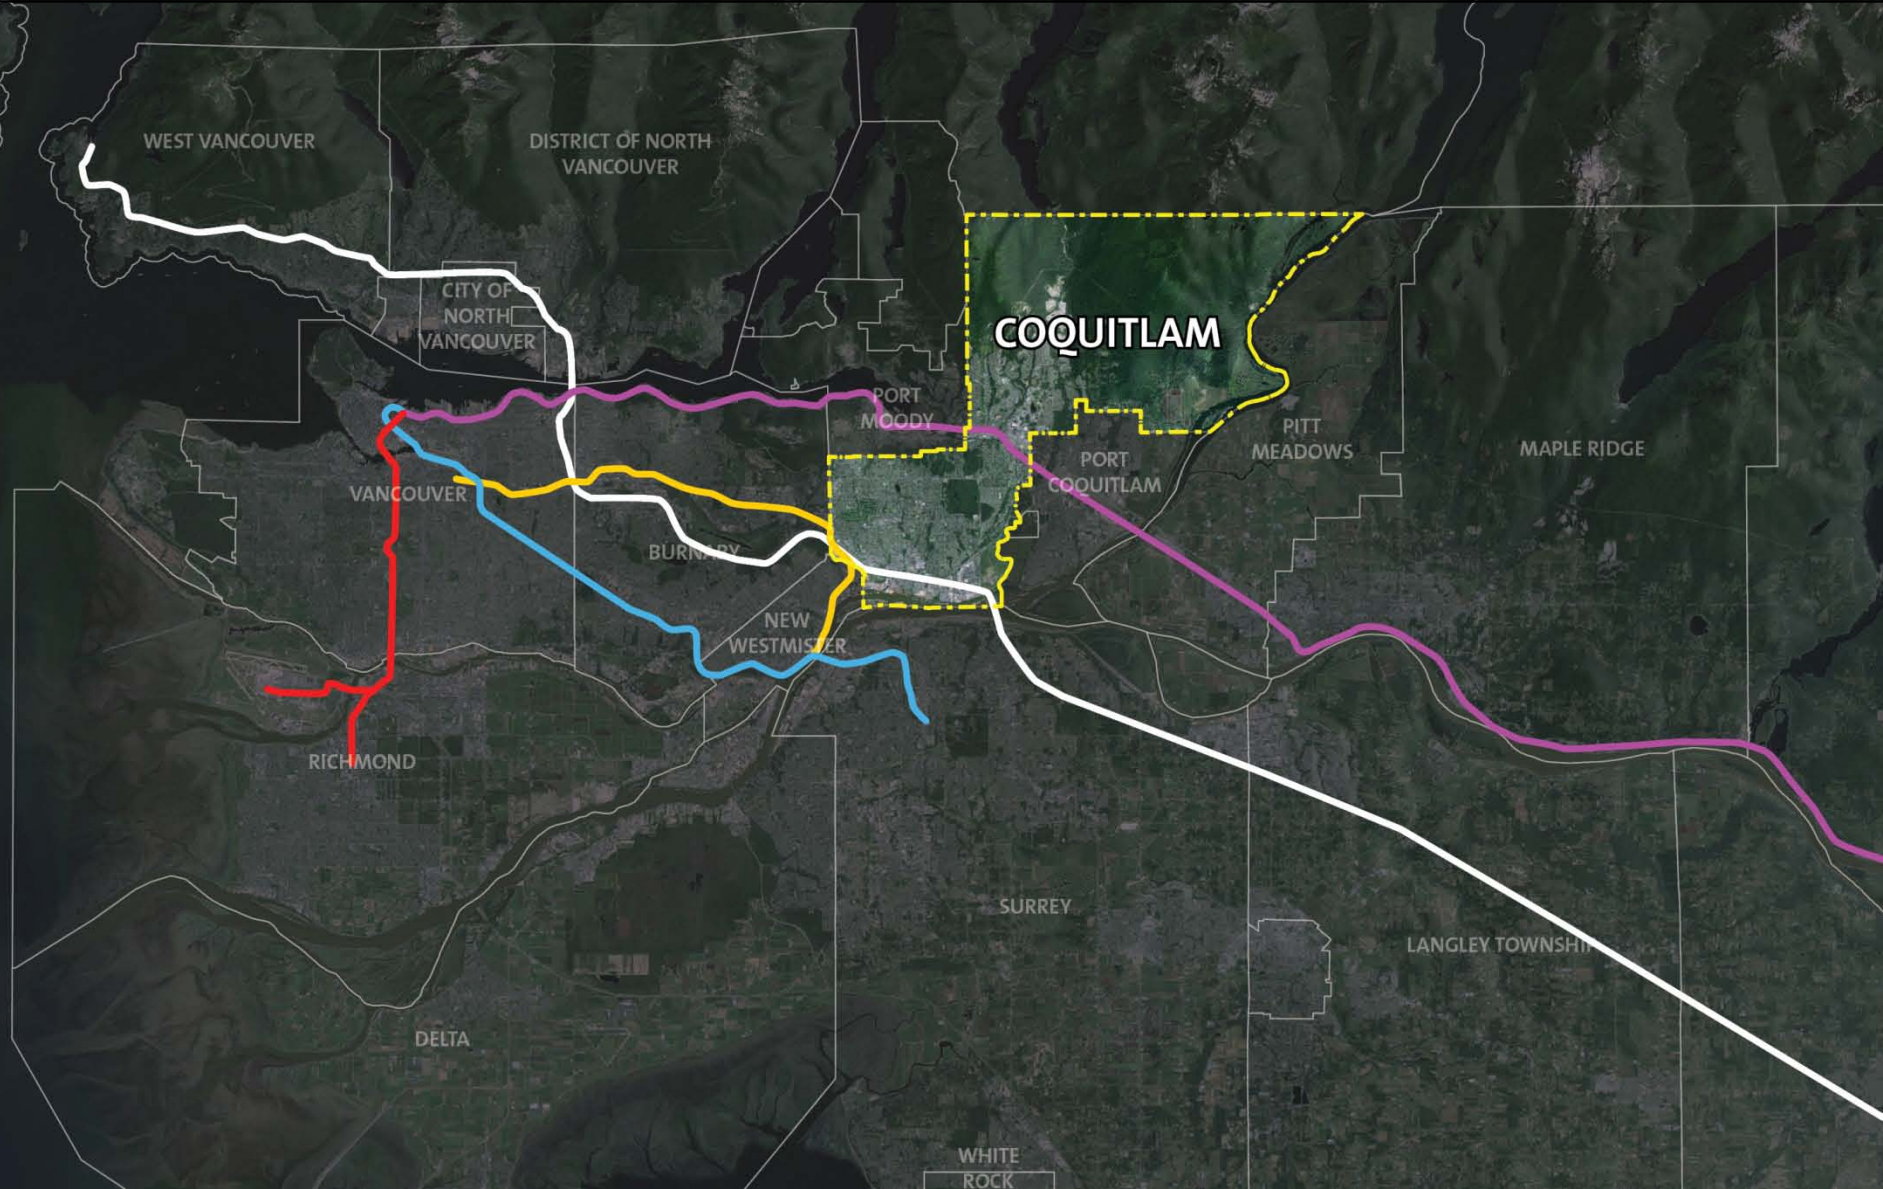 WEST VANCOUVER
DISTRICT OF NORTH
VANCOUVER
CITY OF
NORTH
VANCOUVER
COQUITLAM
PORT
MOODY
PITT
MEADOWS
MAPLE RIDGE
PORT
COQUITLAM
VANCOUVER
BURNABY
NEW
WESTMISTER
RICHMOND
SURREY
LANGLEY TOWNSHIP
DELTA
WHITE
ROCK